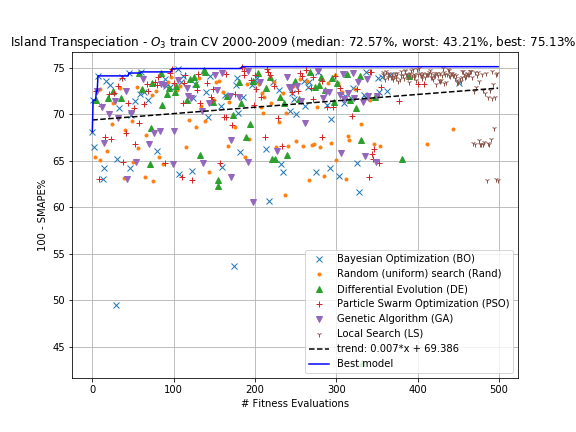 Island Transpeciation - O₃ train CV 2000-2009 (median: 72.57%, worst: 43.21%, best: 75.13%
100 - SMAPE%
75
70
65
60
55
50
45
Bayesian Optimization (BO)
Random (uniform) search (Rand)
Differential Evolution (DE)
Particle Swarm Optimization (PSO)
Genetic Algorithm (GA)
Local Search (LS)
trend: 0.007*x + 69.386
Best model
0 100 200 300 400 500
# Fitness Evaluations